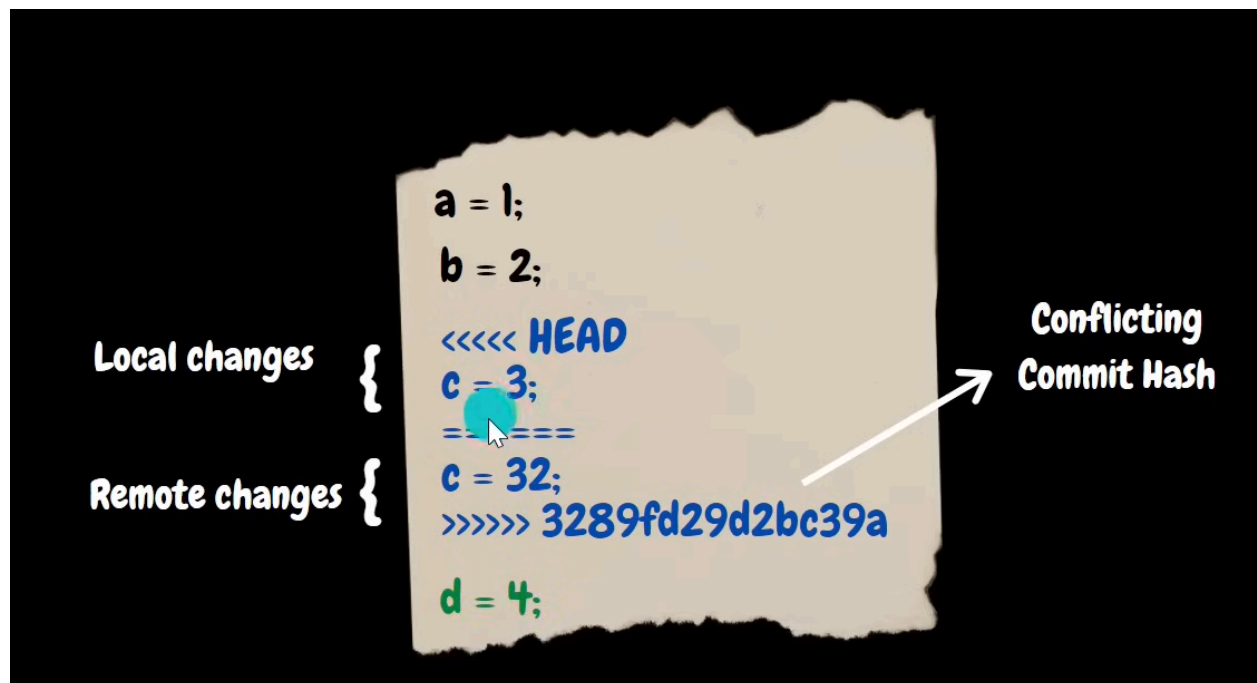 a = 1;
b = 2;
<<<<< HEAD
Local changes {
c = 3;
======
Remote changes {
c = 32;
>>>>>> 3289fd29d2bc39a
d = 4;
Conflicting
Commit Hash